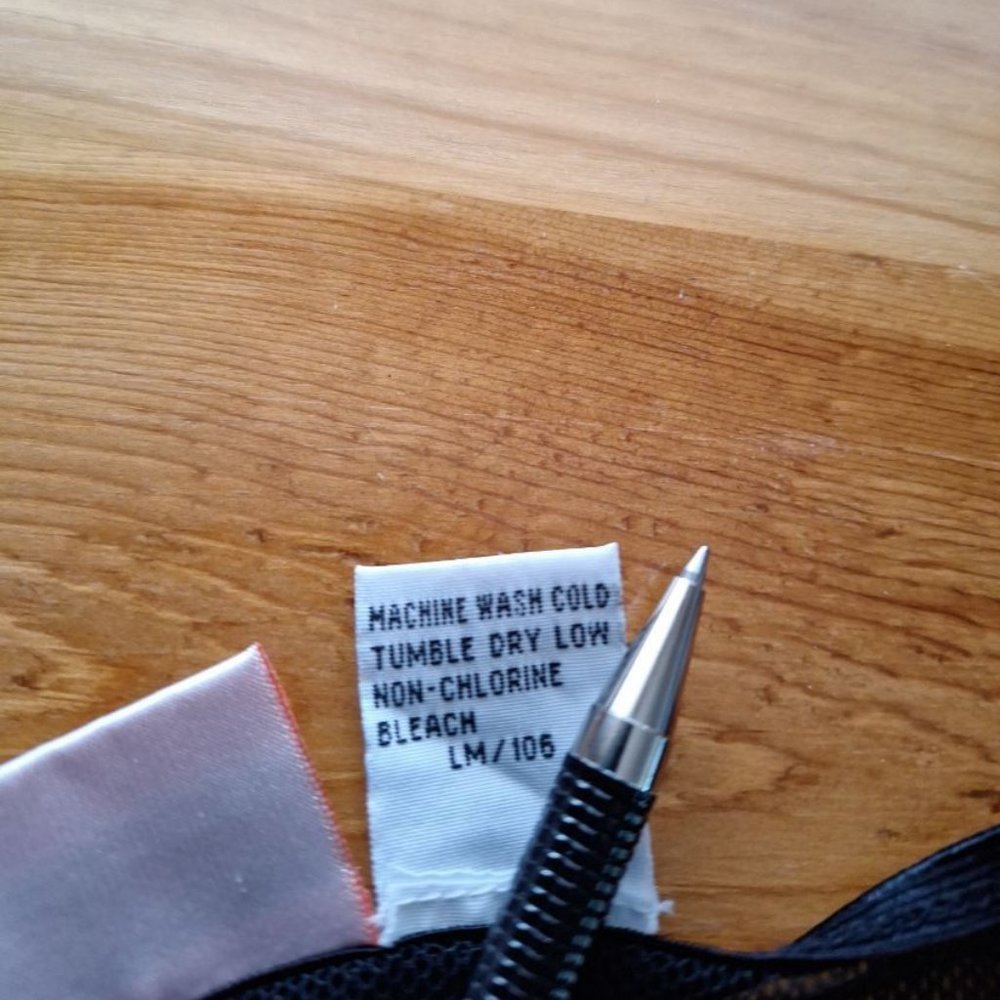 MACHINE WASH COLD
TUMBLE DRY LOW
NON-CHLORINE
BLEACH
LM/106